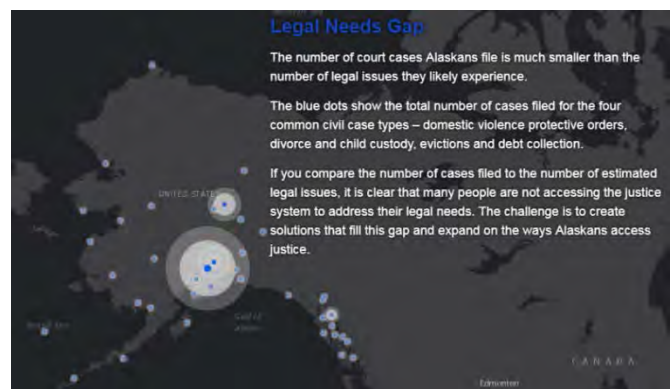 Legal Needs Gap
The number of court cases Alaskans file is much smaller than the
number of legal issues they likely experience.
The blue dots show the total number of cases filed for the four
common civil case types – domestic violence protective orders,
divorce and child custody, evictions and debt collection.
If you compare the number of cases filed to the number of estimated
legal issues, it is clear that many people are not accessing the justice
system to address their legal needs. The challenge is to create
solutions that fill this gap and expand on the ways Alaskans access
justice.
UNITED STATES
Gulf of
CANADA
Edmonton